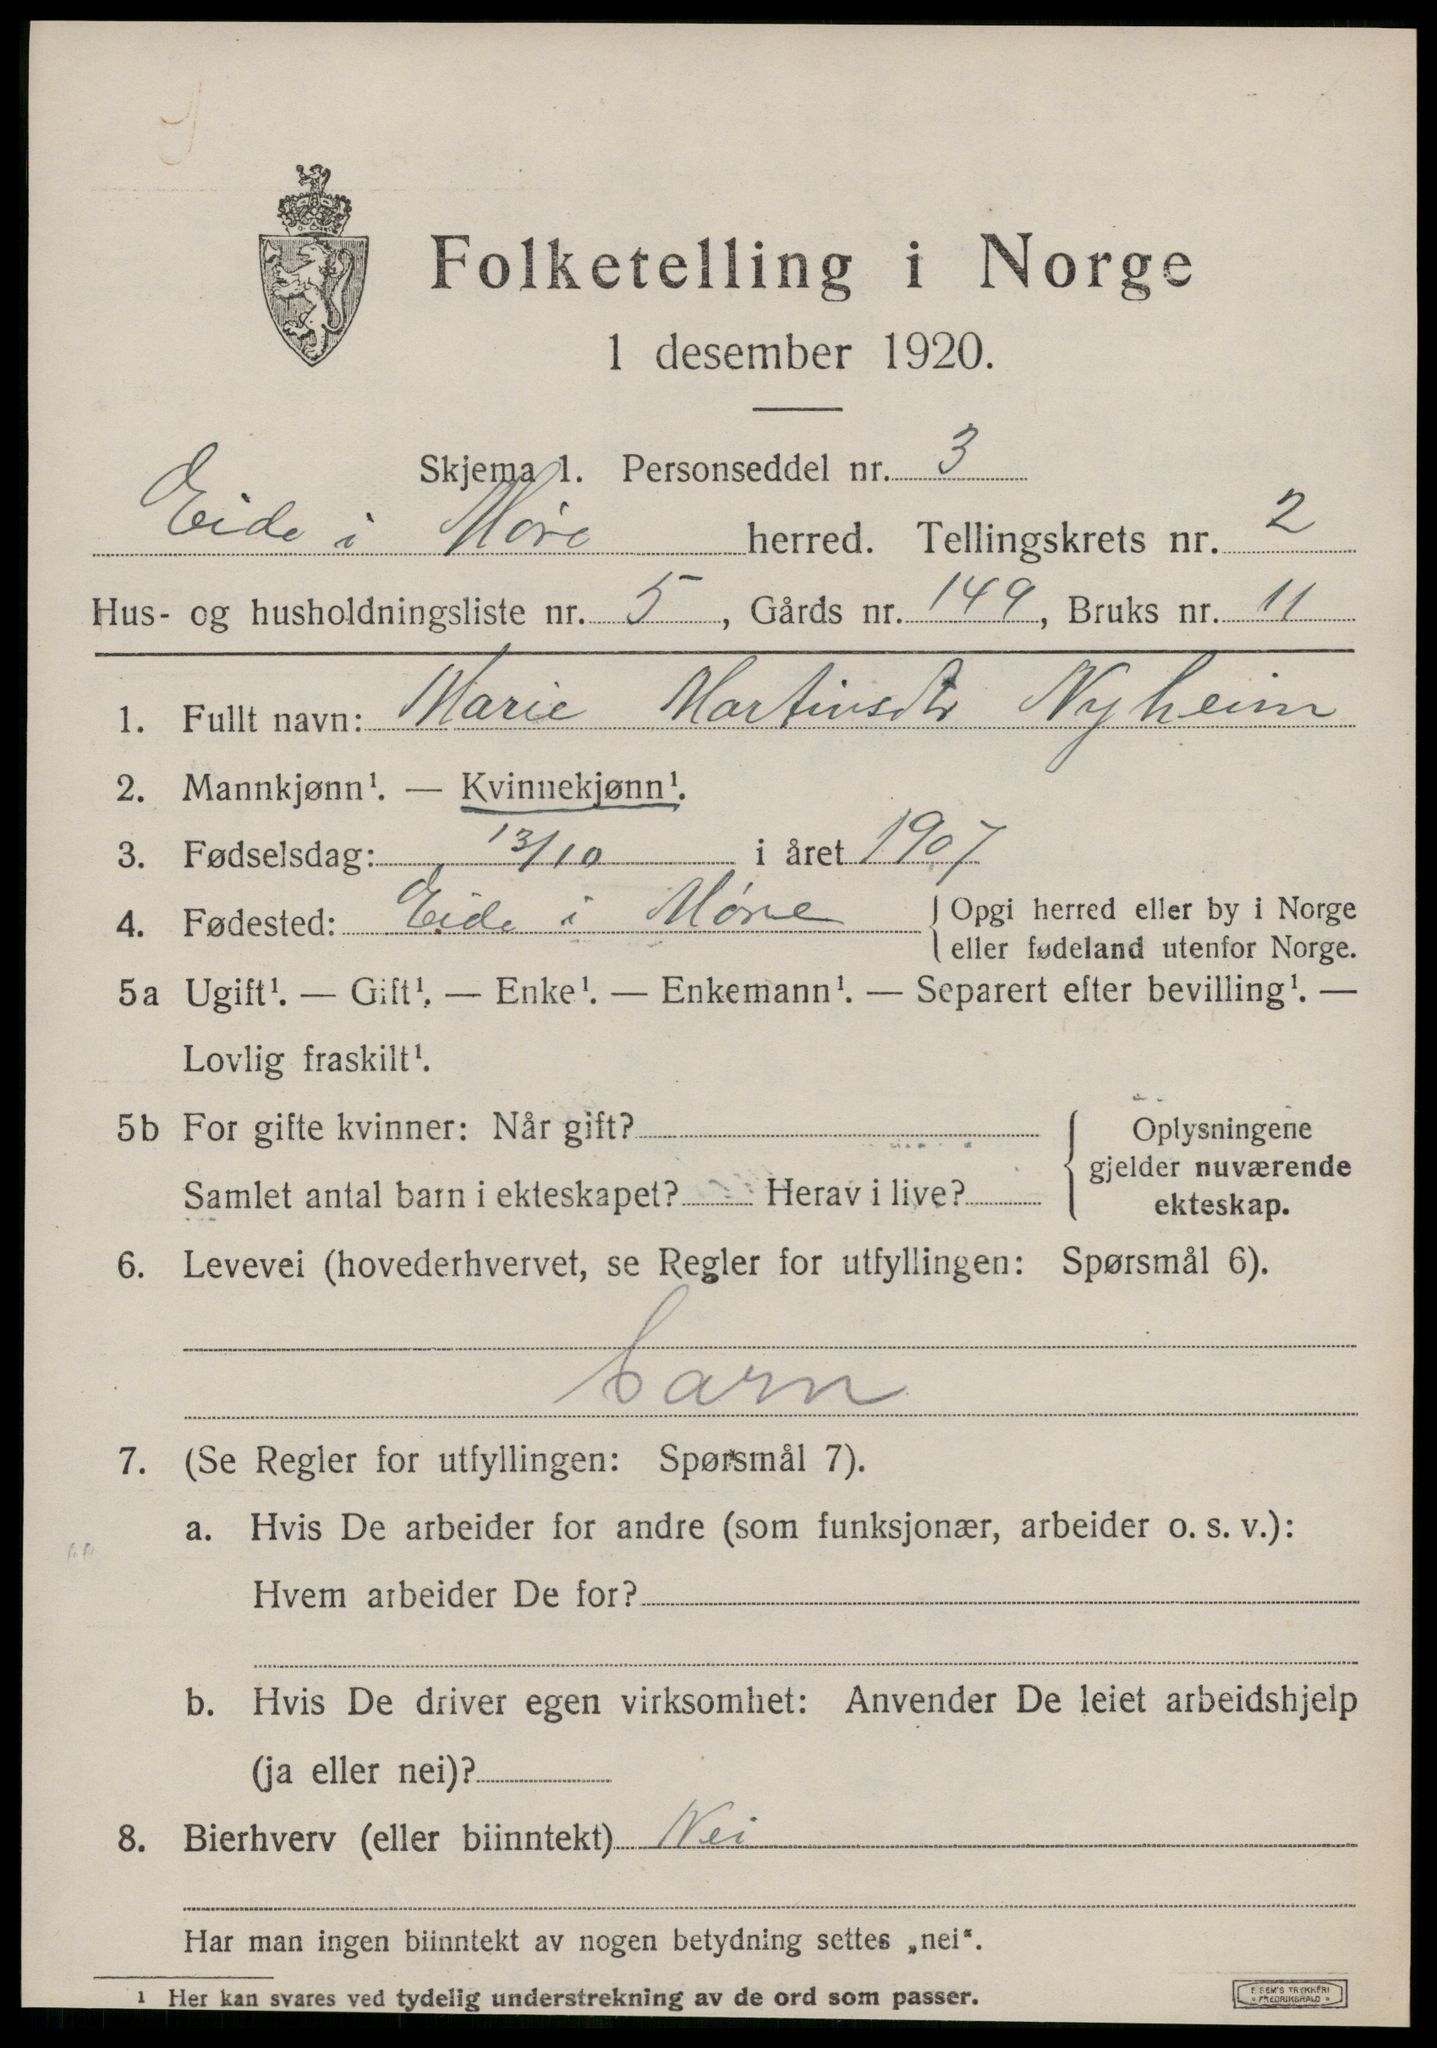 Folketelling i Norge
1 desember 1920.
Skjema 1. Personseddel nr. 3
Eide i Møre herred. Tellingskrets nr. 2
Hus- og husholdningsliste nr. 5, Gårds nr. 149, Bruks nr. 11
1. Fullt navn: Marie Martinsdtr Nyheim
2. Mannkjønn¹. — Kvinnekjønn¹.
3. Fødselsdag: 13/10 i året 1907
4. Fødested: Eide i Møre { Opgi herred eller by i Norge
eller fødeland utenfor Norge.
5a Ugift¹. — Gift¹. — Enke¹. — Enkemann¹. — Separert efter bevilling¹. —
Lovlig fraskilt¹.
5b For gifte kvinner: Når gift?
Samlet antal barn i ekteskapet? Herav i live?
{ Oplysningene
gjelder nuværende
ekteskap.
6. Levevei (hovederhvervet, se Regler for utfyllingen: Spørsmål 6).
barn
7. (Se Regler for utfyllingen: Spørsmål 7).
a. Hvis De arbeider for andre (som funksjonær, arbeider o. s. v.):
Hvem arbeider De for?
b. Hvis De driver egen virksomhet: Anvender De leiet arbeidshjelp
(ja eller nei)?
8. Bierhverv (eller biinntekt) Nei
Har man ingen biinntekt av nogen betydning settes „nei“.
¹ Her kan svares ved tydelig understrekning av de ord som passer.
TRYKKERI
FREDRIKSHALD